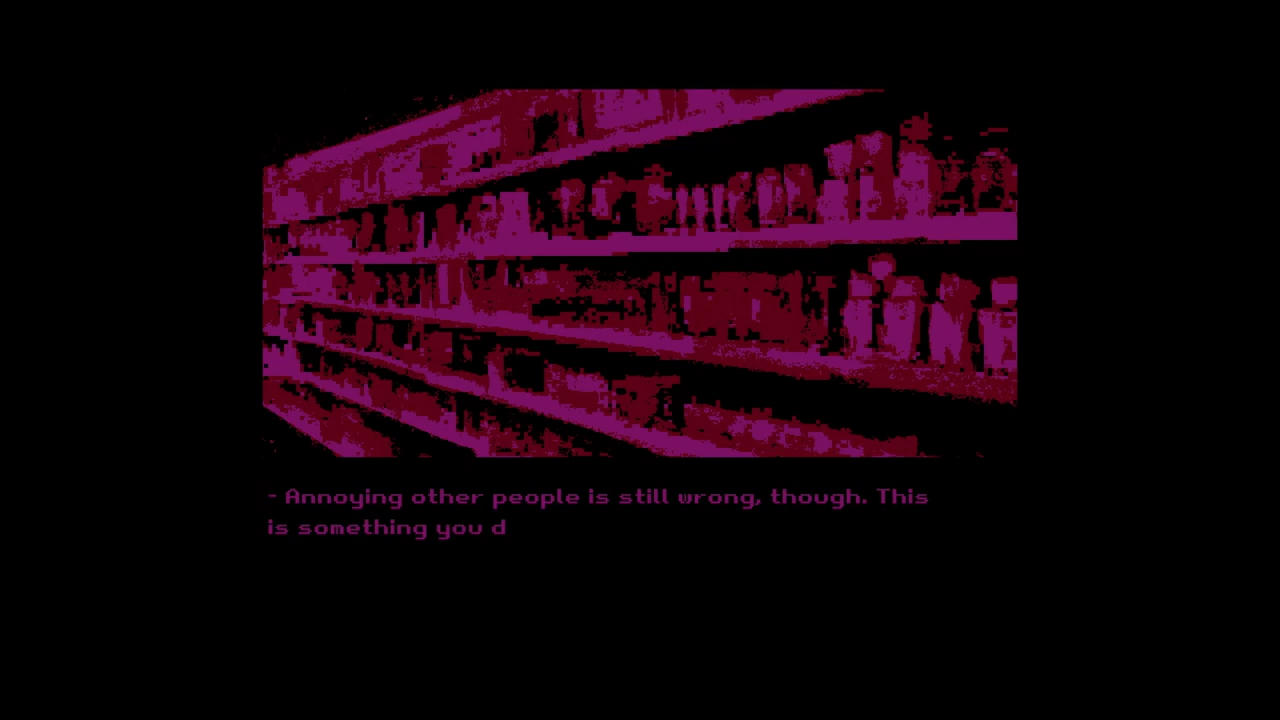 - Annoying other people is still wrong, though. This
is something you d